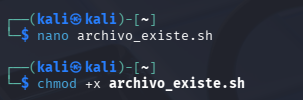 ┌──(kali㉿kali)-[~]
└─$ nano archivo_existe.sh
┌──(kali㉿kali)-[~]
└─$ chmod +x archivo_existe.sh